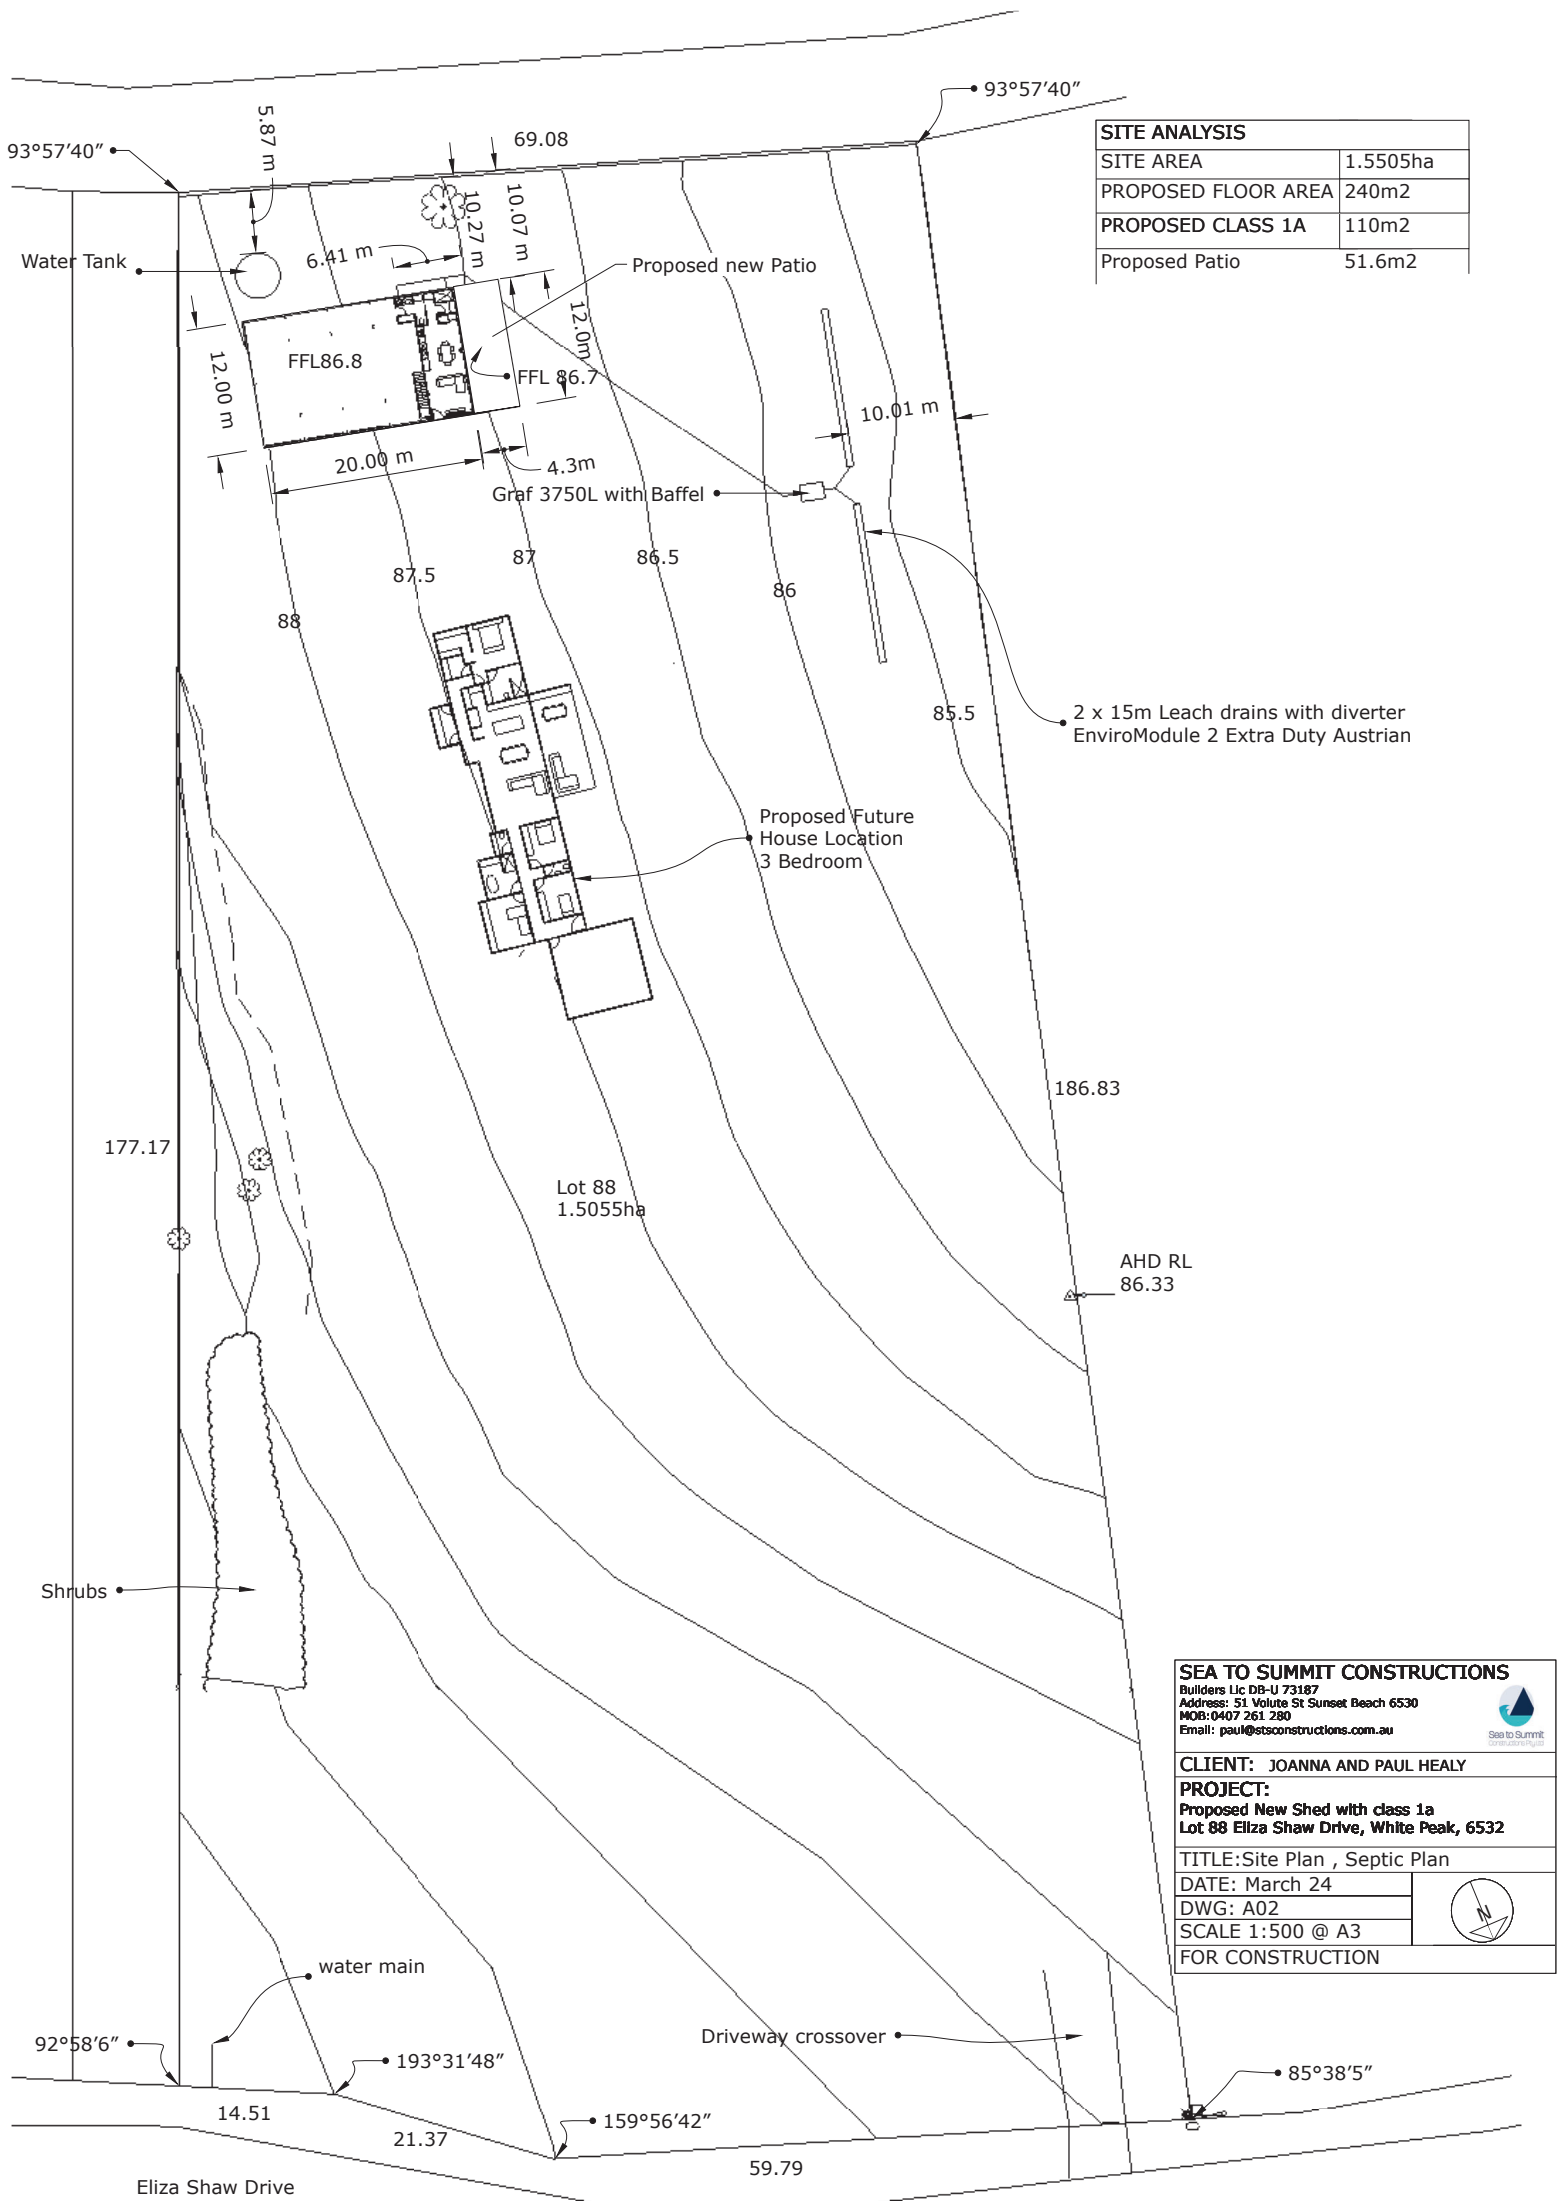 93°57'40"
93°57'40"
5.87 m
69.08
SITE ANALYSIS
SITE AREA 1.5505ha
PROPOSED FLOOR AREA 240m2
PROPOSED CLASS 1A 110m2
Proposed Patio 51.6m2
Water Tank
6.41 m
10.27 m
10.07 m
Proposed new Patio
12.00 m
FFL86.8
12.0m
FFL 86.7
10.01 m
20.00 m
4.3m
Graf 3750L with Baffel
88
87.5
87
86.5
86
85.5
2 x 15m Leach drains with diverter
EnviroModule 2 Extra Duty Austrian
Proposed Future
House Location
3 Bedroom
186.83
177.17
Lot 88
1.5055ha
AHD RL
86.33
Shrubs
SEA TO SUMMIT CONSTRUCTIONS
Builders Lic DB-U 73187
Address: 51 Volute St Sunset Beach 6530
MOB:0407 261 280
Email: paul@stsconstructions.com.au
Sea to Summit
Constructions Pty Ltd
CLIENT: JOANNA AND PAUL HEALY
PROJECT:
Proposed New Shed with class 1a
Lot 88 Eliza Shaw Drive, White Peak, 6532
TITLE:Site Plan , Septic Plan
DATE: March 24
DWG: A02
SCALE 1:500 @ A3
N
FOR CONSTRUCTION
water main
92°58'6"
193°31'48"
Driveway crossover
85°38'5"
14.51
21.37
159°56'42"
59.79
Eliza Shaw Drive